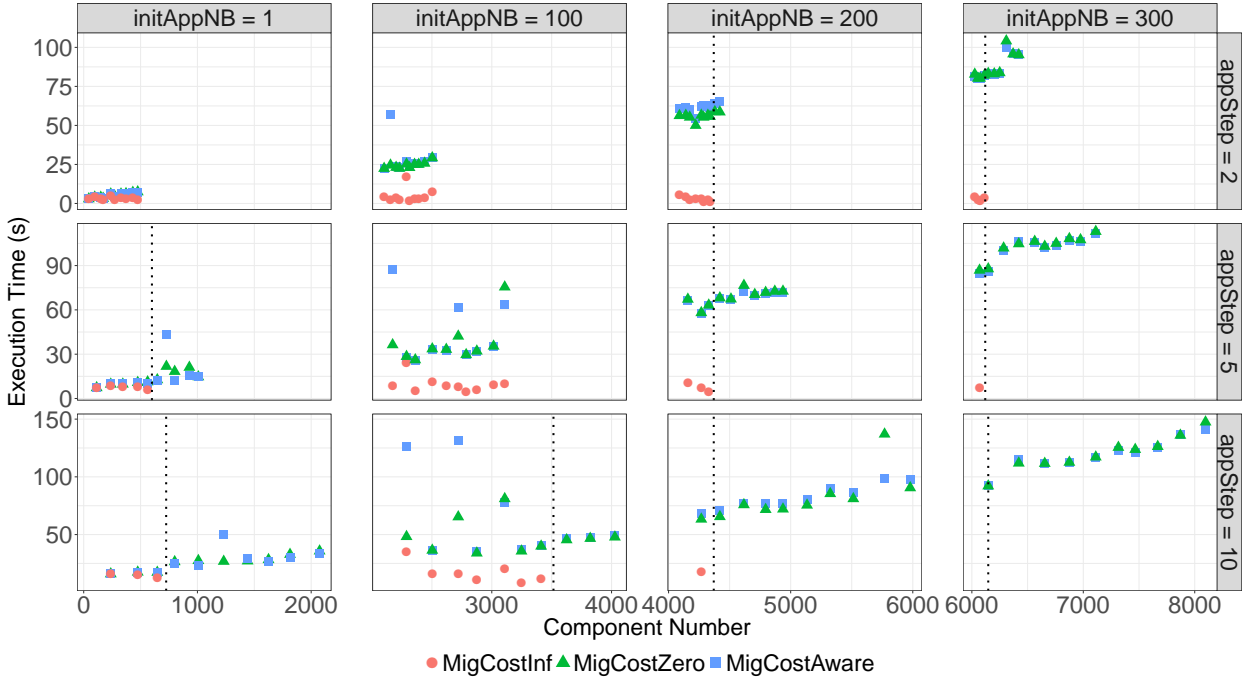 initAppNB = 1 initAppNB = 100 initAppNB = 200 initAppNB = 300
100
75
50
25
0
appStep = 2
Execution Time (s)
90
60
30
0
appStep = 5
150
100
50
appStep = 10
0 1000 2000 3000 4000 4000 5000 6000 6000 7000 8000
Component Number
MigCostInf MigCostZero MigCostAware